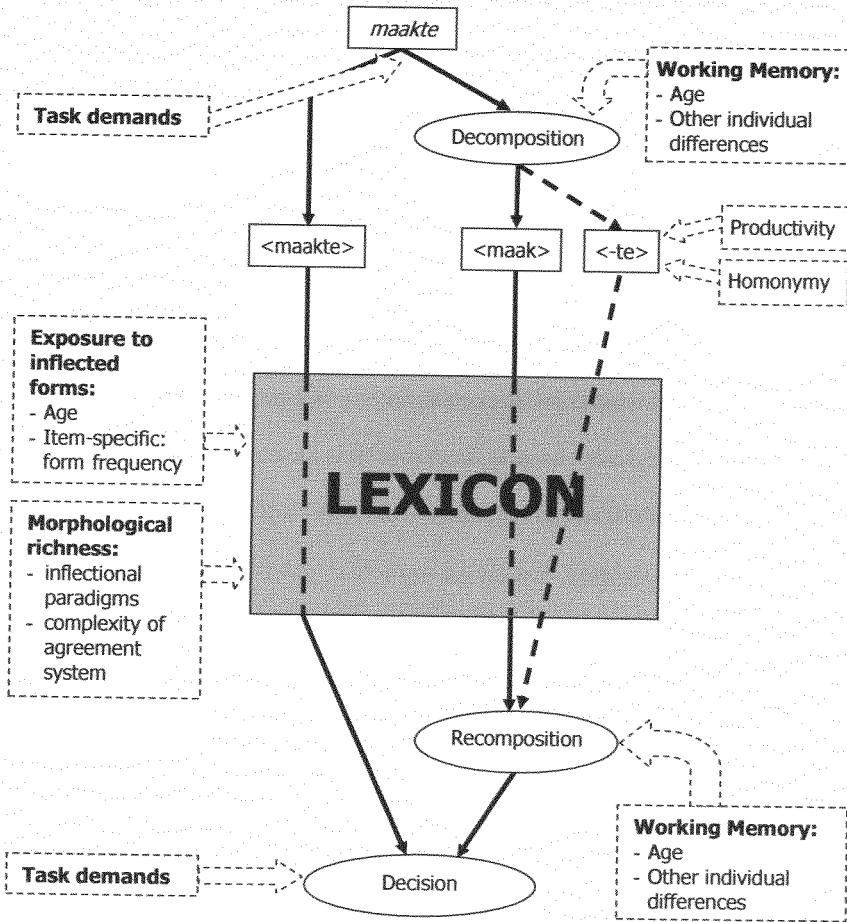 maakte
Task demands
Working Memory:
- Age
- Other individual
differences
Decomposition
<maakte>
<maak>
<-te>
Productivity
Homonymy
Exposure to
inflected
forms:
- Age
- Item-specific:
form frequency
LEXICON
Morphological
richness:
- inflectional
paradigms
- complexity of
agreement
system
Recomposition
Working Memory:
- Age
- Other individual
differences
Task demands
Decision